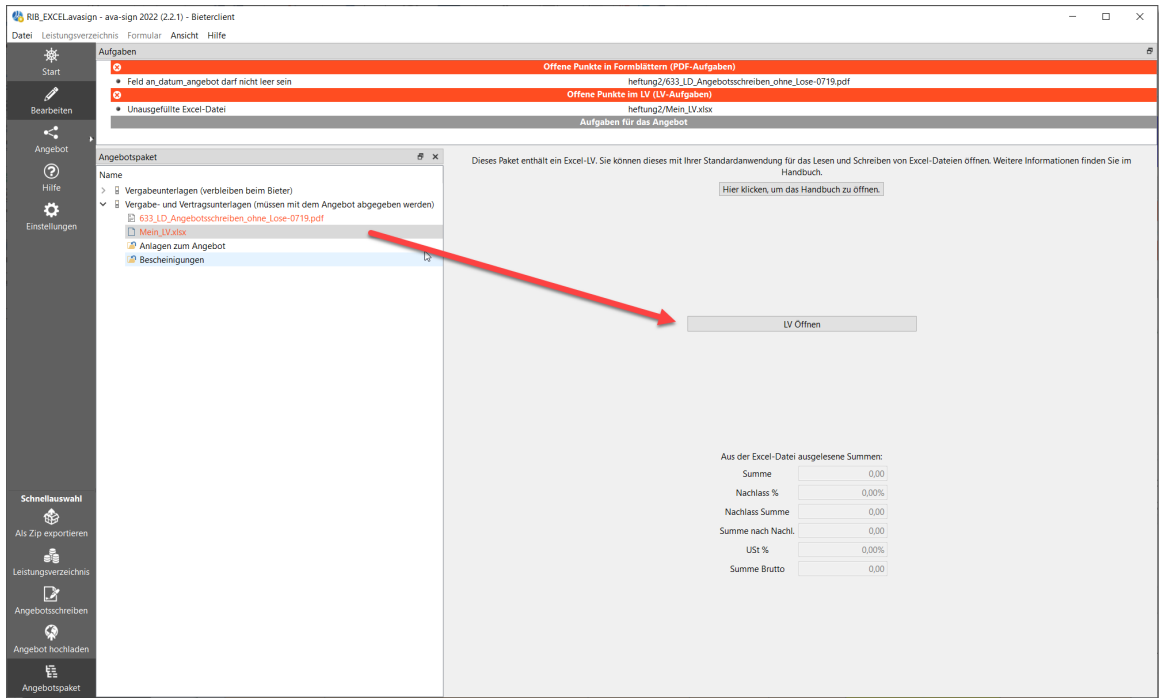 RIB_EXCEL.avasign - ava-sign 2022 (2.2.1) - Bieterclient
Datei Leistungsverzeichnis Formular Ansicht Hilfe
Start
Bearbeiten
Angebot
Hilfe
Einstellungen
Schnellauswahl
Als Zip exportieren
Leistungsverzeichnis
Angebotsschreiben
Angebot hochladen
Angebotspaket
Aufgaben
Offene Punkte in Formblättern (PDF-Aufgaben)
Feld an_datum_angebot darf nicht leer sein heftung2/633_LD_Angebotsschreiben_ohne_Lose-0719.pdf
Offene Punkte im LV (LV-Aufgaben)
Unausgefüllte Excel-Datei heftung2/Mein_LV.xlsx
Aufgaben für das Angebot
Angebotspaket
Name
Vergabeunterlagen (verbleiben beim Bieter)
Vergabe- und Vertragsunterlagen (müssen mit dem Angebot abgegeben werden)
633_LD_Angebotsschreiben_ohne_Lose-0719.pdf
Mein_LV.xlsx
Anlagen zum Angebot
Bescheinigungen
Dieses Paket enthält ein Excel-LV. Sie können dieses mit Ihrer Standardanwendung für das Lesen und Schreiben von Excel-Dateien öffnen. Weitere Informationen finden Sie im
Handbuch.
Hier klicken, um das Handbuch zu öffnen.
LV Öffnen
Aus der Excel-Datei ausgelesene Summen:
Summe 0,00
Nachlass % 0,00%
Nachlass Summe 0,00
Summe nach Nachl. 0,00
USt % 0,00%
Summe Brutto 0,00